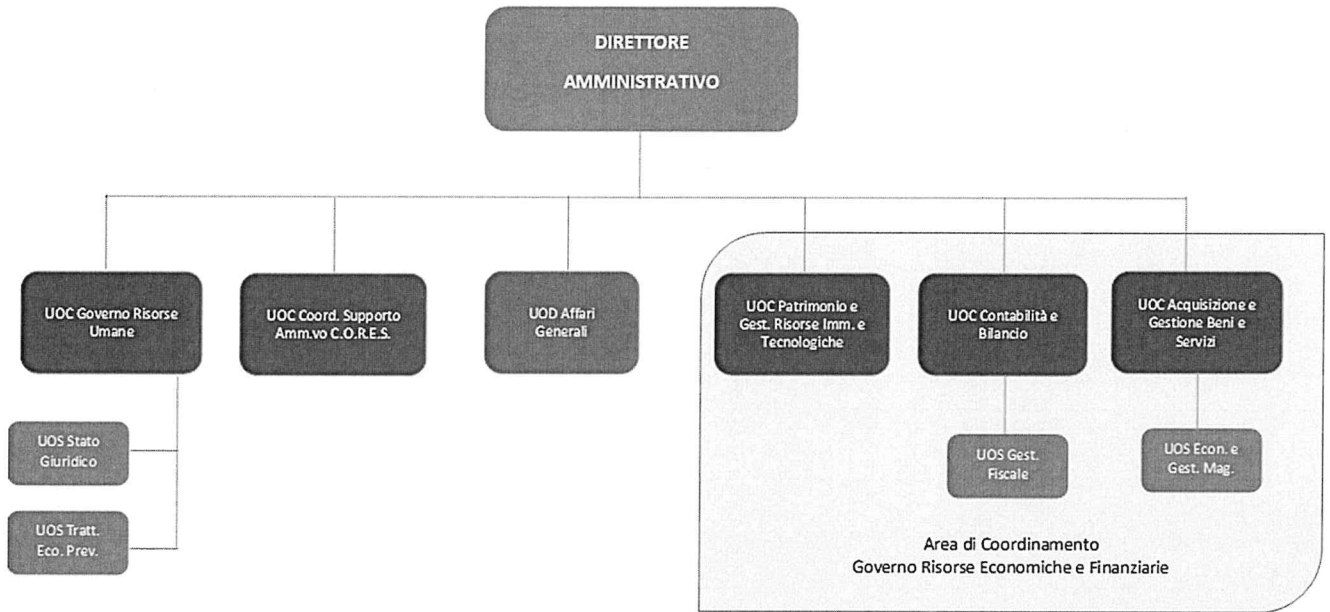 DIRETTORE
AMMINISTRATIVO
UOC Governo Risorse
Umane
UOC Coord. Supporto
Amm.vo C.O.R.E.S.
UOD Affari
Generali
UOC Patrimonio e
Gest. Risorse Imm. e
Tecnologiche
UOC Contabilità e
Bilancio
UOC Acquisizione e
Gestione Beni e
Servizi
UOS Stato
Giuridico
UOS Gest.
Fiscale
UOS Econ. e
Gest. Mag.
UOS Tratt.
Eco. Prev.
Area di Coordinamento
Governo Risorse Economiche e Finanziarie